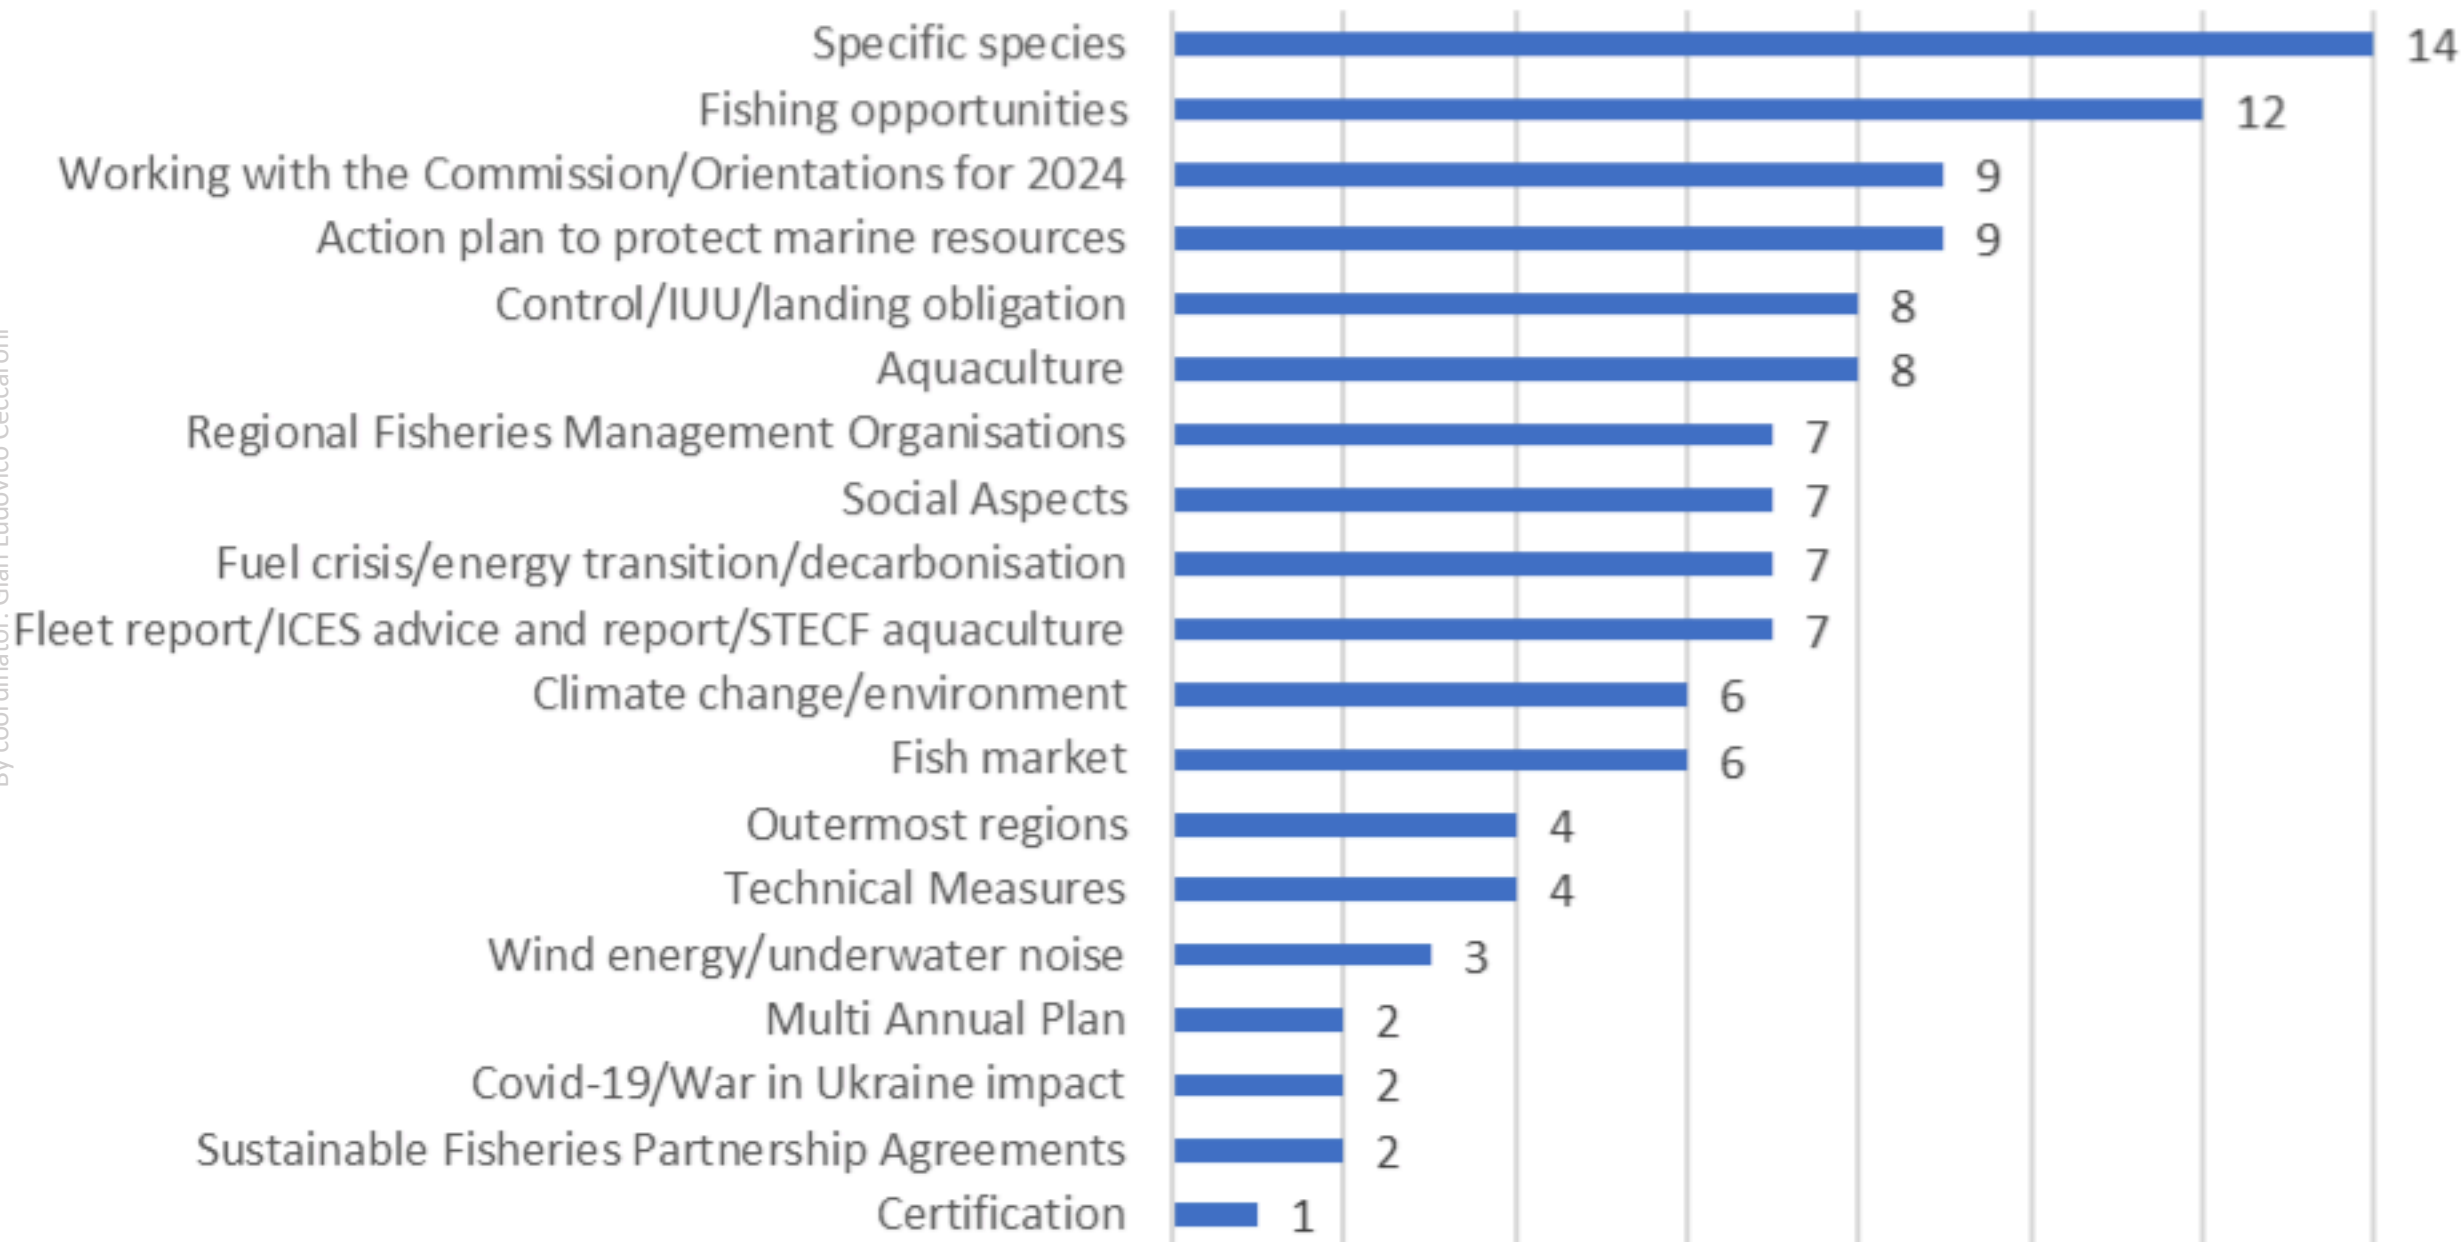 Specific species 14
Fishing opportunities 12
Working with the Commission/Orientations for 2024 9
Action plan to protect marine resources 9
Control/IUU/landing obligation 8
Aquaculture 8
Regional Fisheries Management Organisations 7
Social Aspects 7
Fuel crisis/energy transition/decarbonisation 7
Fleet report/ICES advice and report/STECF aquaculture 7
Climate change/environment 6
Fish market 6
Outermost regions 4
Technical Measures 4
Wind energy/underwater noise 3
Multi Annual Plan 2
Covid-19/War in Ukraine impact 2
Sustainable Fisheries Partnership Agreements 2
Certification 1